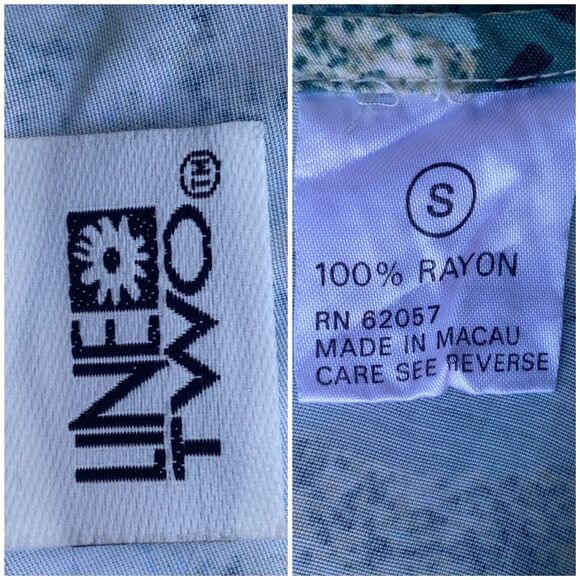 LINE
TWO TM
S
100% RAYON
RN 62057
MADE IN MACAU
CARE SEE REVERSE